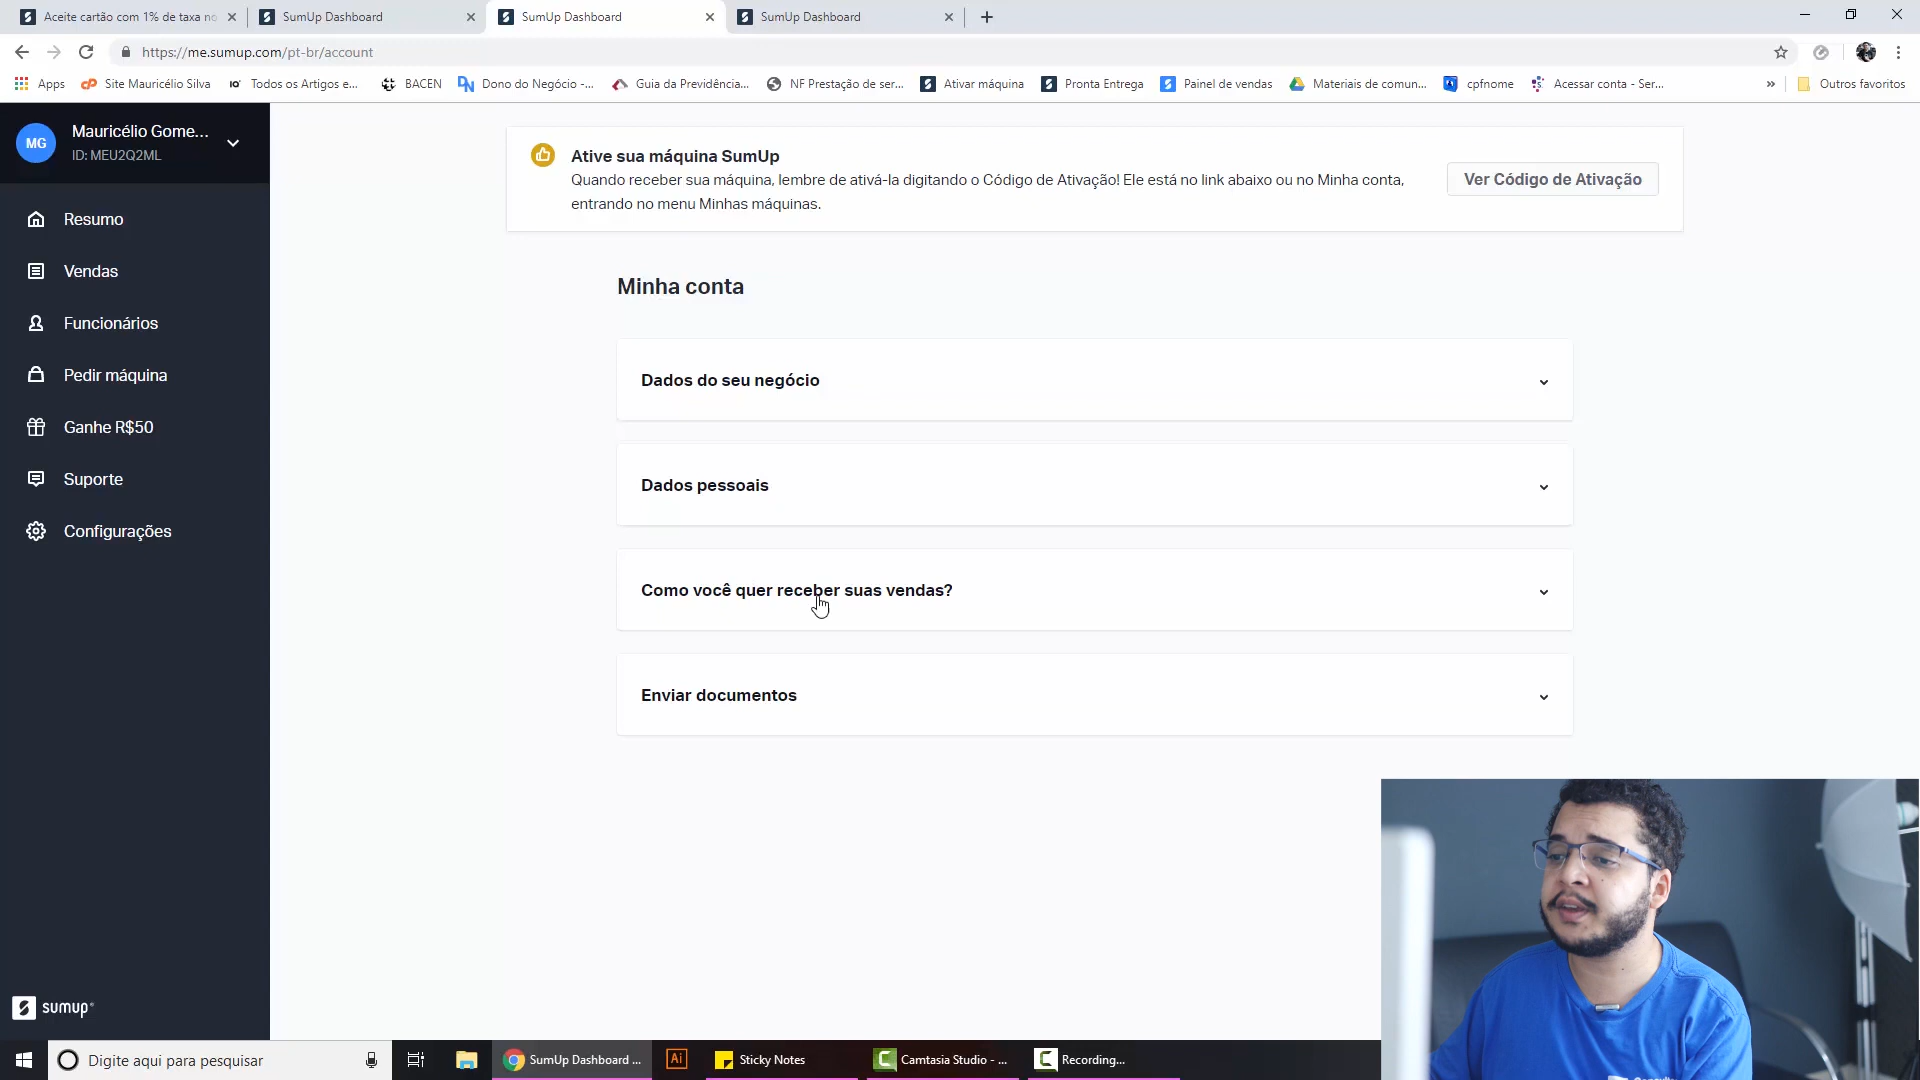 Aceite cartão com 1% de taxa no
SumUp Dashboard
SumUp Dashboard
SumUp Dashboard
https://me.sumup.com/pt-br/account
Apps
Site Mauricélio Silva
Todos os Artigos e...
BACEN
Dono do Negócio -...
Guia da Previdência...
NF Prestação de ser...
Ativar máquina
Pronta Entrega
Painel de vendas
Materiais de comun...
cpfnome
Acessar conta - Ser...
»
Outros favoritos
MG
Mauricélio Gome...
ID: MEU2Q2ML
Resumo
Vendas
Funcionários
Pedir máquina
Ganhe R$50
Suporte
Configurações
sumup®
Ative sua máquina SumUp
Quando receber sua máquina, lembre de ativá-la digitando o Código de Ativação! Ele está no link abaixo ou no Minha conta,
entrando no menu Minhas máquinas.
Ver Código de Ativação
Minha conta
Dados do seu negócio
Dados pessoais
Como você quer receber suas vendas?
Enviar documentos
Digite aqui para pesquisar
SumUp Dashboard ...
Ai
Sticky Notes
Camtasia Studio - ...
Recording...